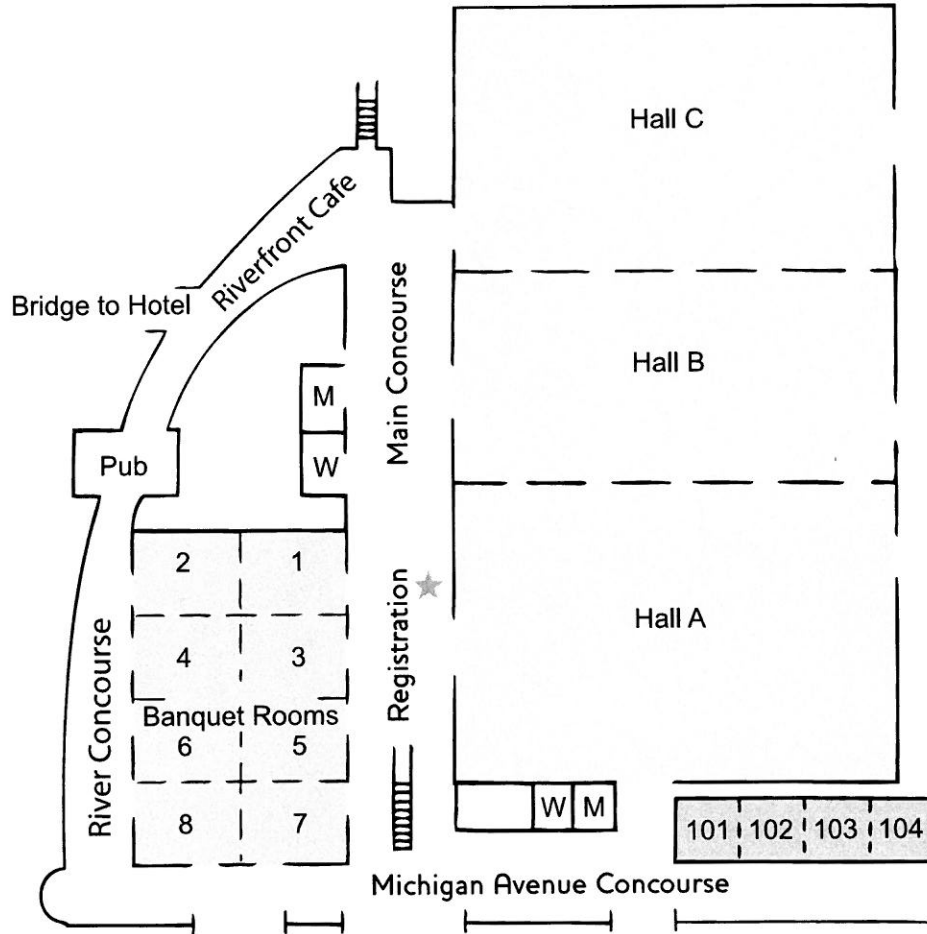 Hall C
Riverfront Cafe
Bridge to Hotel
Main Concourse
Hall B
M
W
Pub
2
1
Registration
Hall A
4
3
River Concourse
Banquet Rooms
6
5
8
7
W
M
101
102
103
104
Michigan Avenue Concourse